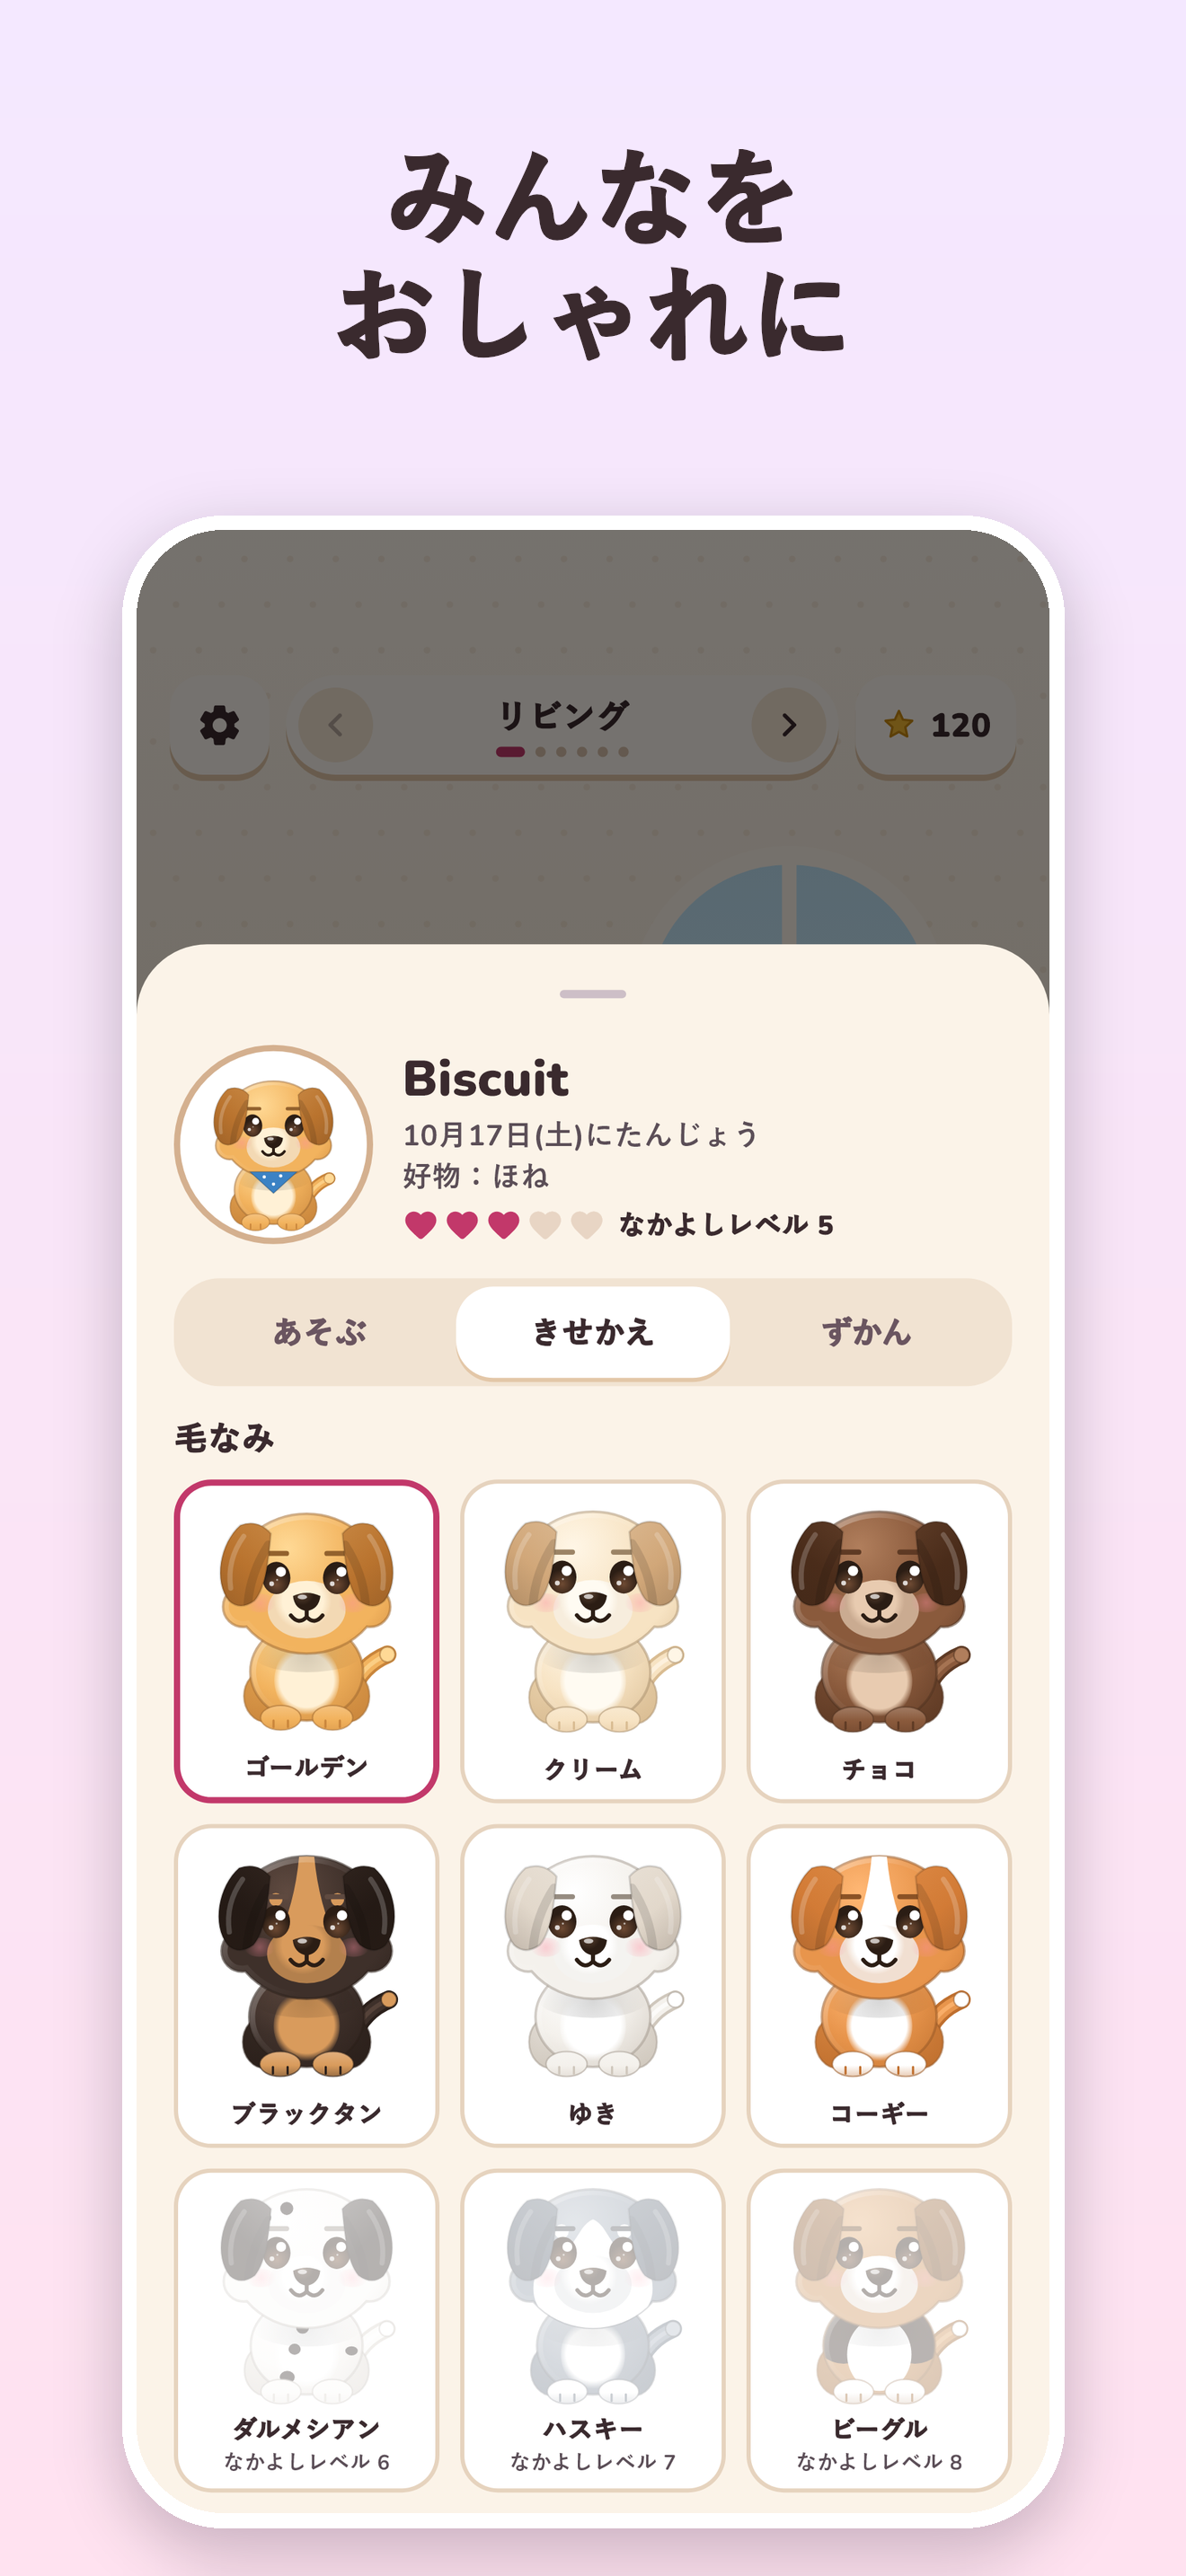 みんなを
おしゃれに
リビング
120
Biscuit
10月17日(土)にたんじょう
好物：ほね
なかよしレベル 5
あそぶ
きせかえ
ずかん
毛なみ
ゴールデン
クリーム
チョコ
ブラックタン
ゆき
コーギー
ダルメシアン
なかよしレベル 6
ハスキー
なかよしレベル 7
ビーグル
なかよしレベル 8